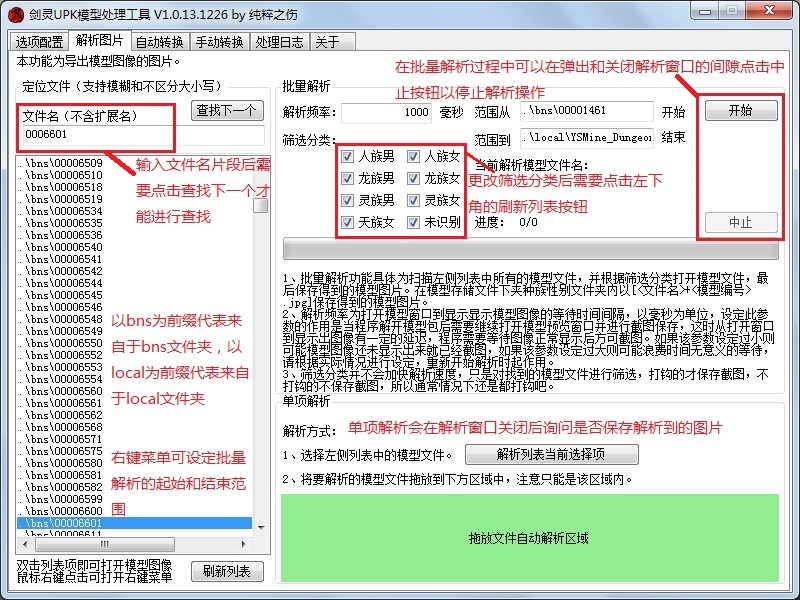 剑灵UPK模型处理工具 V1.0.13.1226 by 纯粹之伤
选项配置 解析图片 自动转换 手动转换 处理日志 关于
本功能为导出模型图像的图片。
定位文件（支持模糊和不区分大小写）
文件名（不含扩展名）
查找下一个
0006601
.\bns\00006509
.\bns\00006510
.\bns\00006518
.\bns\00006519
.\bns\00006534
.\bns\00006535
.\bns\00006536
.\bns\00006540
.\bns\00006541
.\bns\00006542
.\bns\00006544
.\bns\00006545
.\bns\00006546
.\bns\00006548
.\bns\00006549
.\bns\00006550
.\bns\00006552
.\bns\00006553
.\bns\00006554
.\bns\00006560
.\bns\00006561
.\bns\00006562
.\bns\00006568
.\bns\00006571
.\bns\00006575
.\bns\00006580
.\bns\00006581
.\bns\00006582
.\bns\00006599
.\bns\00006600
.\bns\00006601
.\bns\00006611
输入文件名片段后需
要点击查找下一个才
能进行查找
以bns为前缀代表来
自于bns文件夹，以
local为前缀代表来自
于local文件夹
右键菜单可设定批量
解析的起始和结束范
围
双击列表项即可打开模型图像
鼠标右键点击可打开右键菜单
刷新列表
在批量解析过程中可以在弹出和关闭解析窗口的间隙点击中
止按钮以停止解析操作
批量解析
解析频率： 1000 毫秒 范围从 .\bns\00001461 开始
开始
筛选分类： 范围到 .\local\YSMine_Dungeon 结束
人族男 人族女
龙族男 龙族女
灵族男 灵族女
天族女 未识别
当前解析模型文件名：
更改筛选分类后需要点击左下
角的刷新列表按钮
进度： 0/0
中止
1、批量解析功能具体为扫描左侧列表中所有的模型文件，并根据筛选分类打开模型文件，最
后保存得到的模型图片。在模型存储文件下夹种族性别文件夹内以[<文件名>+<模型编号>
.jpg]保存得到的模型图片。
2、解析频率为打开模型窗口到显示显示模型图像的等待时间间隔，以毫秒为单位，设定此参
数的作用是当程序解开模型包后需要继续打开模型预览窗口并进行截图保存，这时从打开窗口
到显示出图像有一定的延迟，程序需要等待图像正常显示后方可截图。如果该参数设定过小则
可能模型图像还未显示出来就已经截图，如果该参数设定过大则可能浪费时间无意义的等待，
请根据实际情况进行设定，重新开始解析时起作用。
3、筛选分类并不会加快解析速度，只是对找到的模型文件进行筛选，打钩的才保存截图，不
打钩的不保存截图，所以通常情况下还是都打钩吧。
单项解析
解析方式：
单项解析会在解析窗口关闭后询问是否保存解析到的图片
1、选择左侧列表中的模型文件。
解析列表当前选择项
2、将要解析的模型文件拖放到下方区域中，注意只能是该区域内。
拖放文件自动解析区域